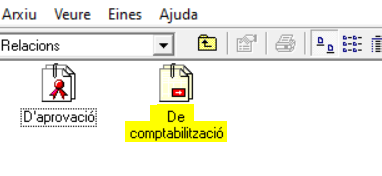 Arxiu Veure Eines Ajuda
Relacions
D'aprovació
De
comptabilització